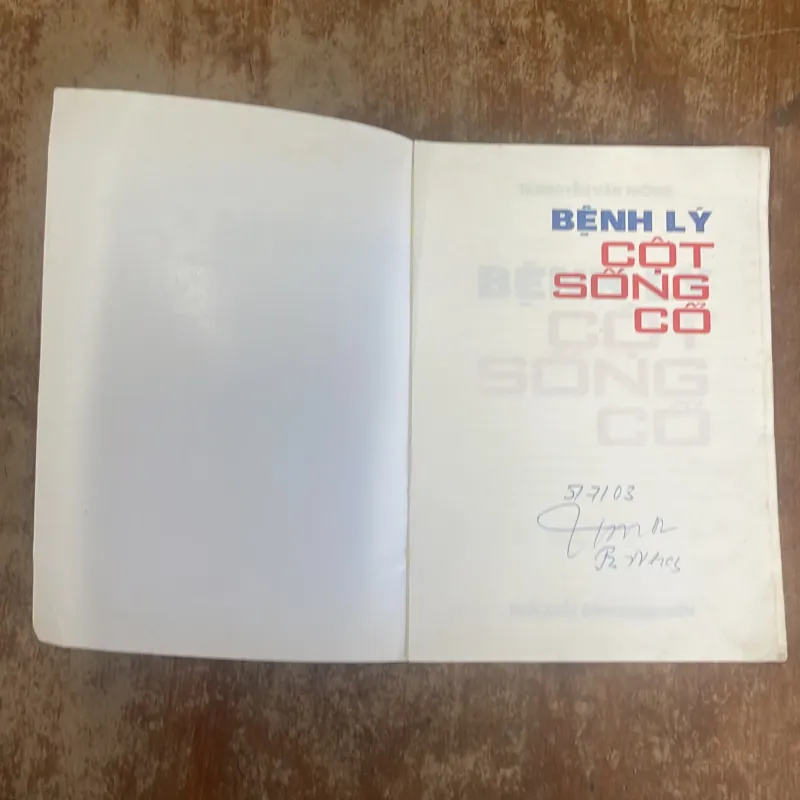 BỆNH LÝ
CỘT
SỐNG
CỔ
5/7/03